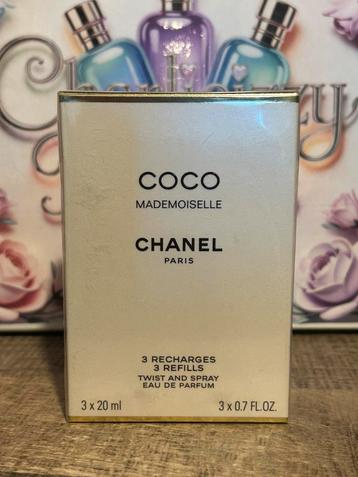 COCO
MADEMOISELLE
CHANEL
PARIS
3 RECHARGES
3 REFILLS
TWIST AND SPRAY
EAU DE PARFUM
3 x 20 ml 3 x 0.7 FL.OZ.